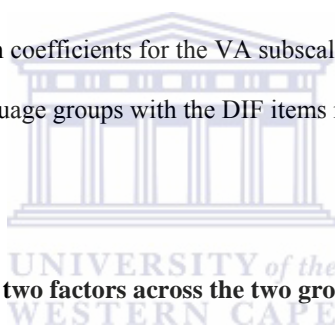 coefficients for the VA subscal
uage groups with the DIF items
UNIVERSITY of the
two factors across the two gro
WESTERN CAPE